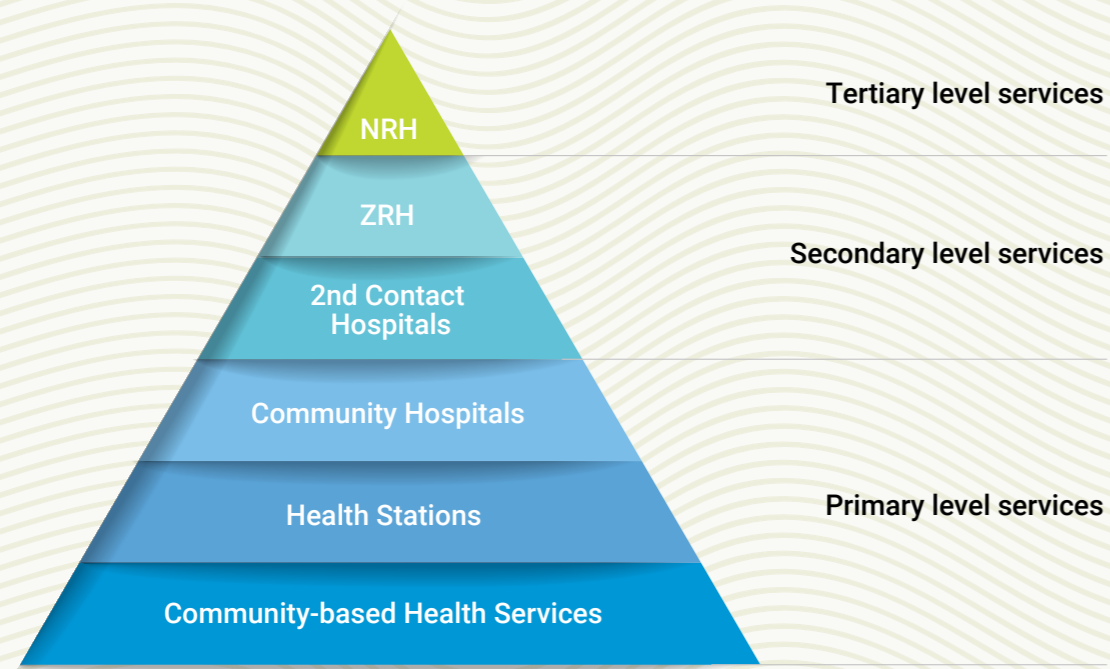 Tertiary level services
NRH
ZRH
Secondary level services
2nd Contact
Hospitals
Community Hospitals
Health Stations
Primary level services
Community-based Health Services